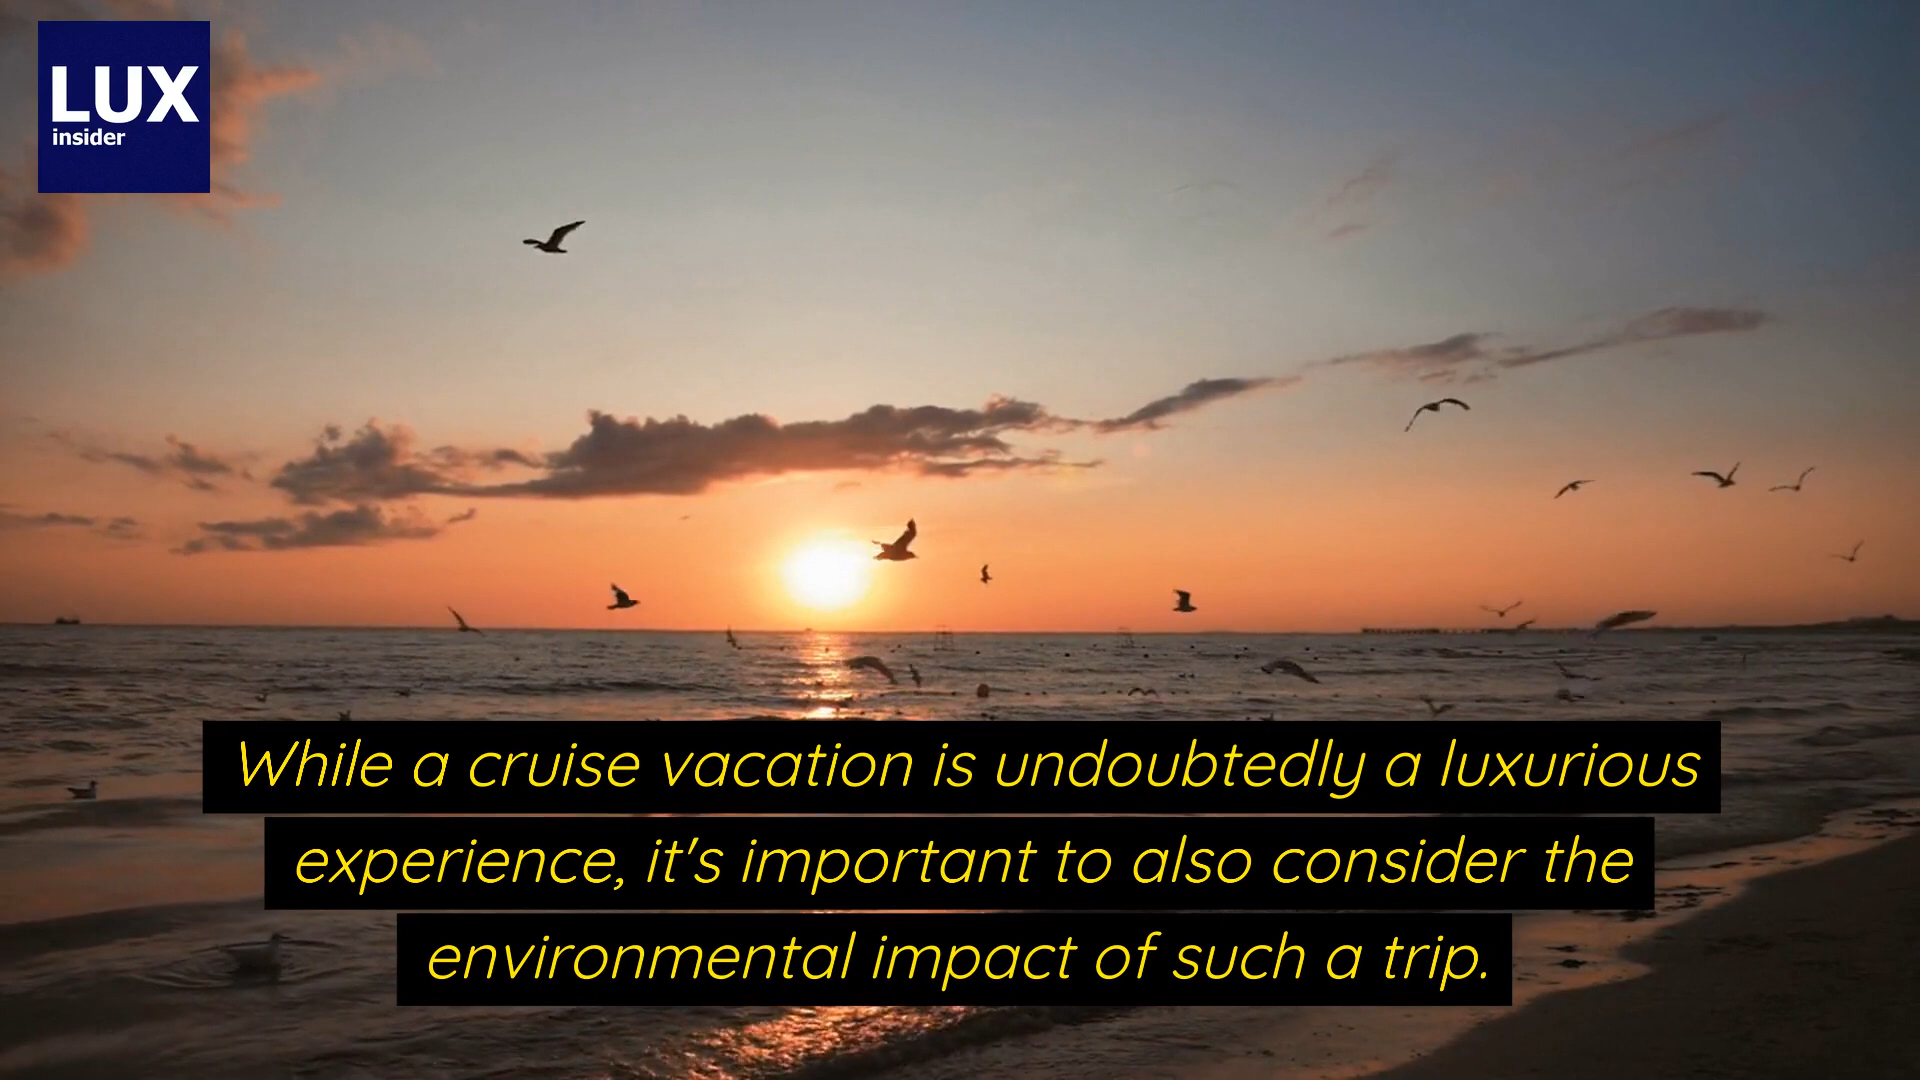 LUX
insider
While a cruise vacation is undoubtedly a luxurious
experience, it's important to also consider the
environmental impact of such a trip.